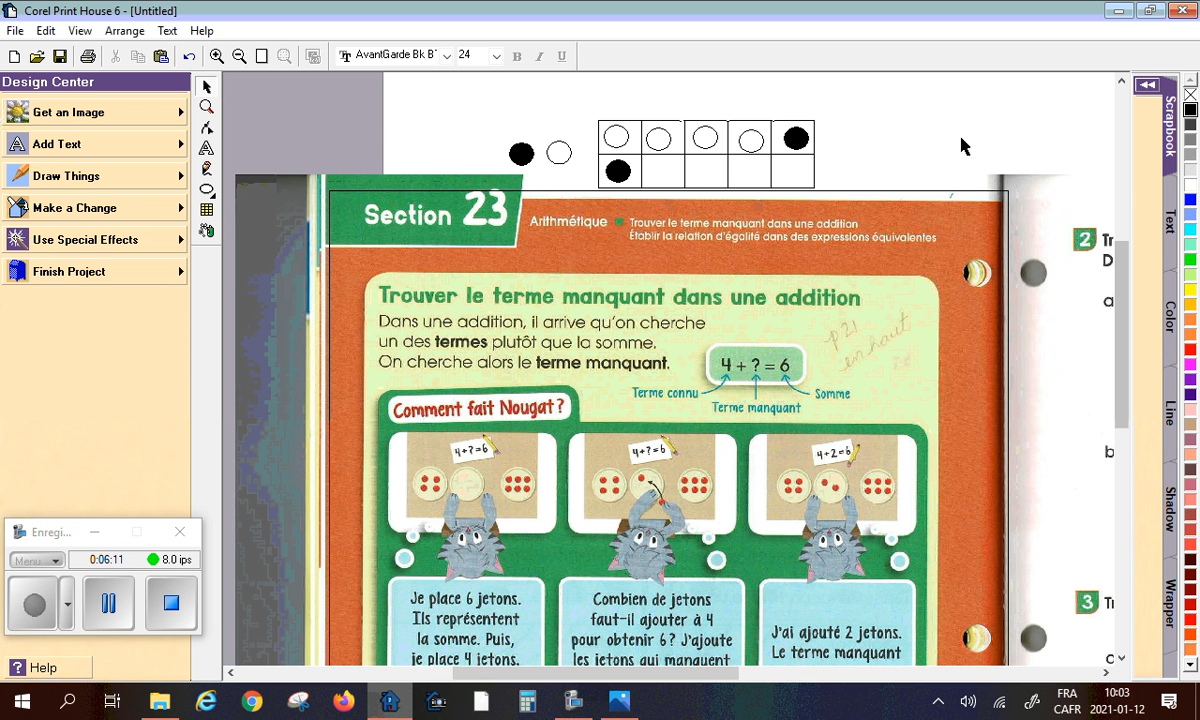 Corel Print House 6 - [Untitled]
File Edit View Arrange Text Help
AvantGarde Bk BT 24 B I U
Design Center
Get an Image
Add Text
Draw Things
Make a Change
Use Special Effects
Finish Project
Help
Enregi...
Menu
0:06:11 8.0 ips
Section 23
Arithmétique
Trouver le terme manquant dans une addition
Établir la relation d'égalité dans des expressions équivalentes
Trouver le terme manquant dans une addition
Dans une addition, il arrive qu'on cherche
un des termes plutôt que la somme.
On cherche alors le terme manquant.
p21
en haut
4 + ? = 6
Terme connu
Terme manquant
Somme
Comment fait Nougat?
4+?=6
4+?=6
4+2=6
Je place 6 jetons.
Ils représentent
la somme. Puis,
je place 4 jetons.
Combien de jetons
faut-il ajouter à 4
pour obtenir 6? J'ajoute
les jetons qui manquent
J'ai ajouté 2 jetons.
Le terme manquant
2 Tr
D
a
b
3 Tr
c
Scrapbook
Text
Color
Line
Shadow
Wrapper
FRA
CAFR
10:03
2021-01-12